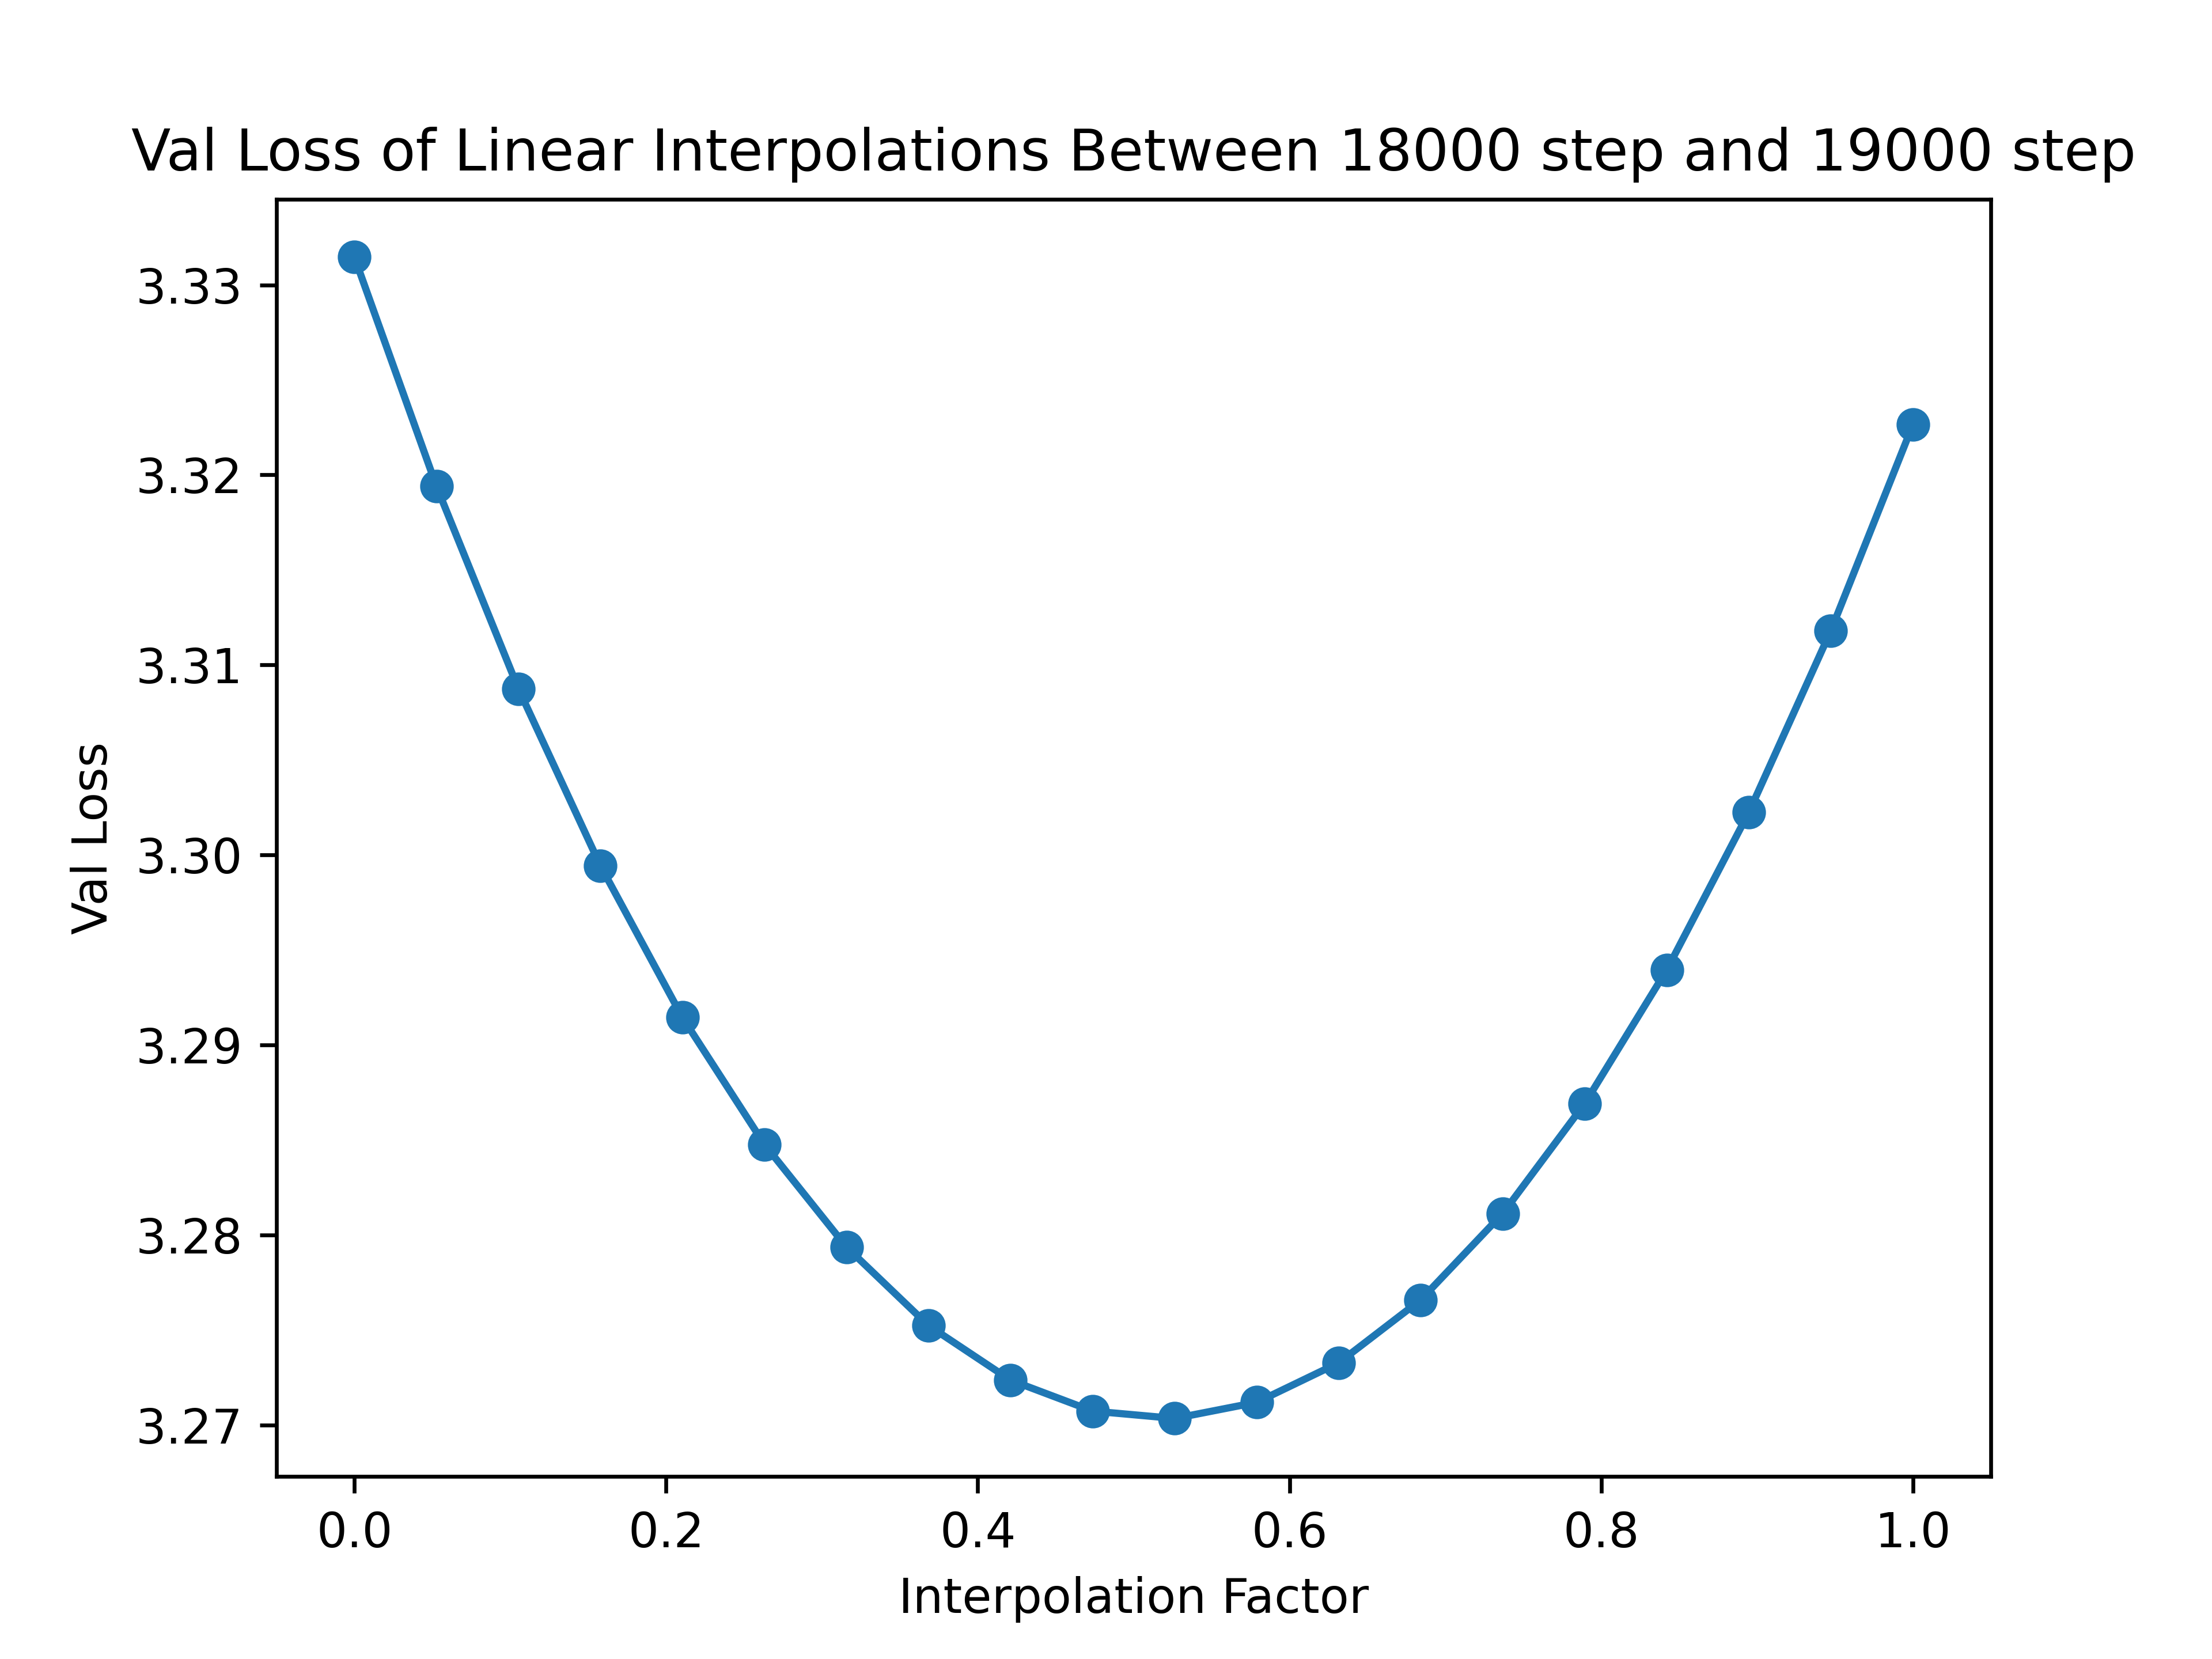 Val Loss of Linear Interpolations Between 18000 step and 19000 step
3.33
3.32
3.31
3.30
3.29
3.28
3.27
Val Loss
0.0 0.2 0.4 0.6 0.8 1.0
Interpolation Factor